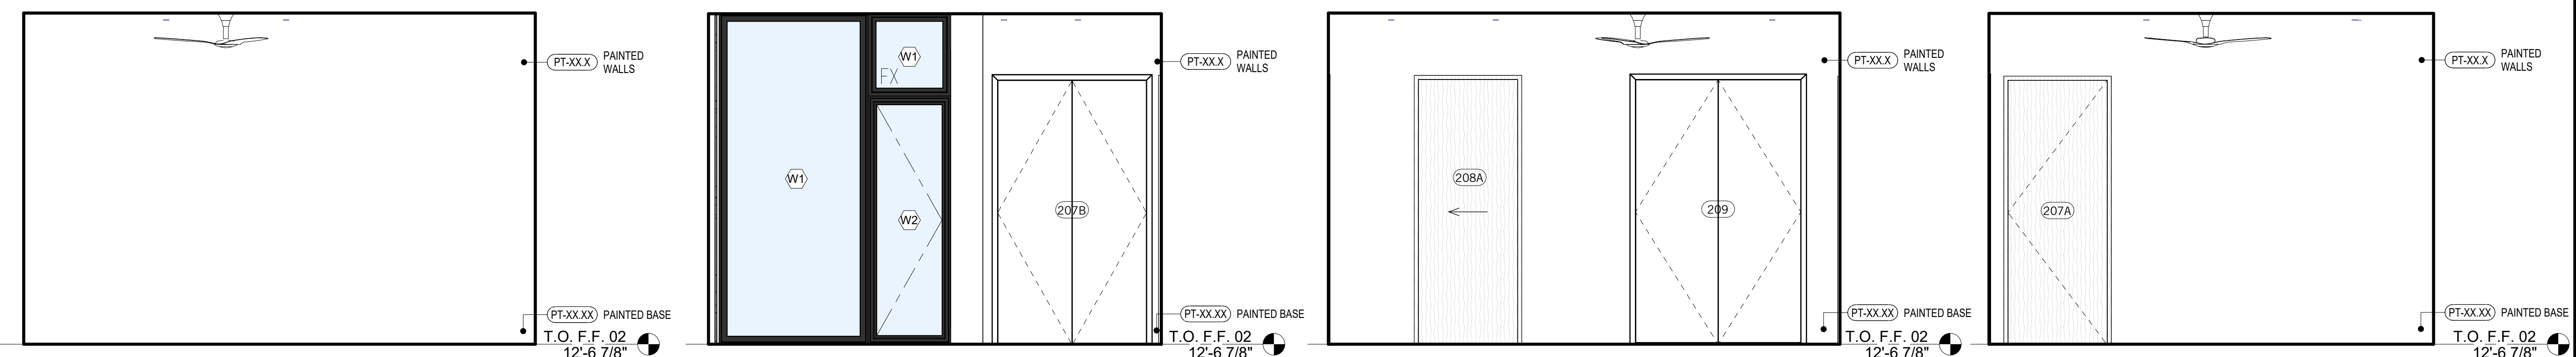 PT-XX.X PAINTED
WALLS
PT-XX.XX PAINTED BASE
T.O. F.F. 02
12'-6 7/8"
W1
W1
FX
W2
207B
PT-XX.X PAINTED
WALLS
PT-XX.XX PAINTED BASE
T.O. F.F. 02
12'-6 7/8"
208A
209
PT-XX.X PAINTED
WALLS
PT-XX.XX PAINTED BASE
T.O. F.F. 02
12'-6 7/8"
207A
PT-XX.X PAINTED
WALLS
PT-XX.XX PAINTED BASE
T.O. F.F. 02
12'-6 7/8"